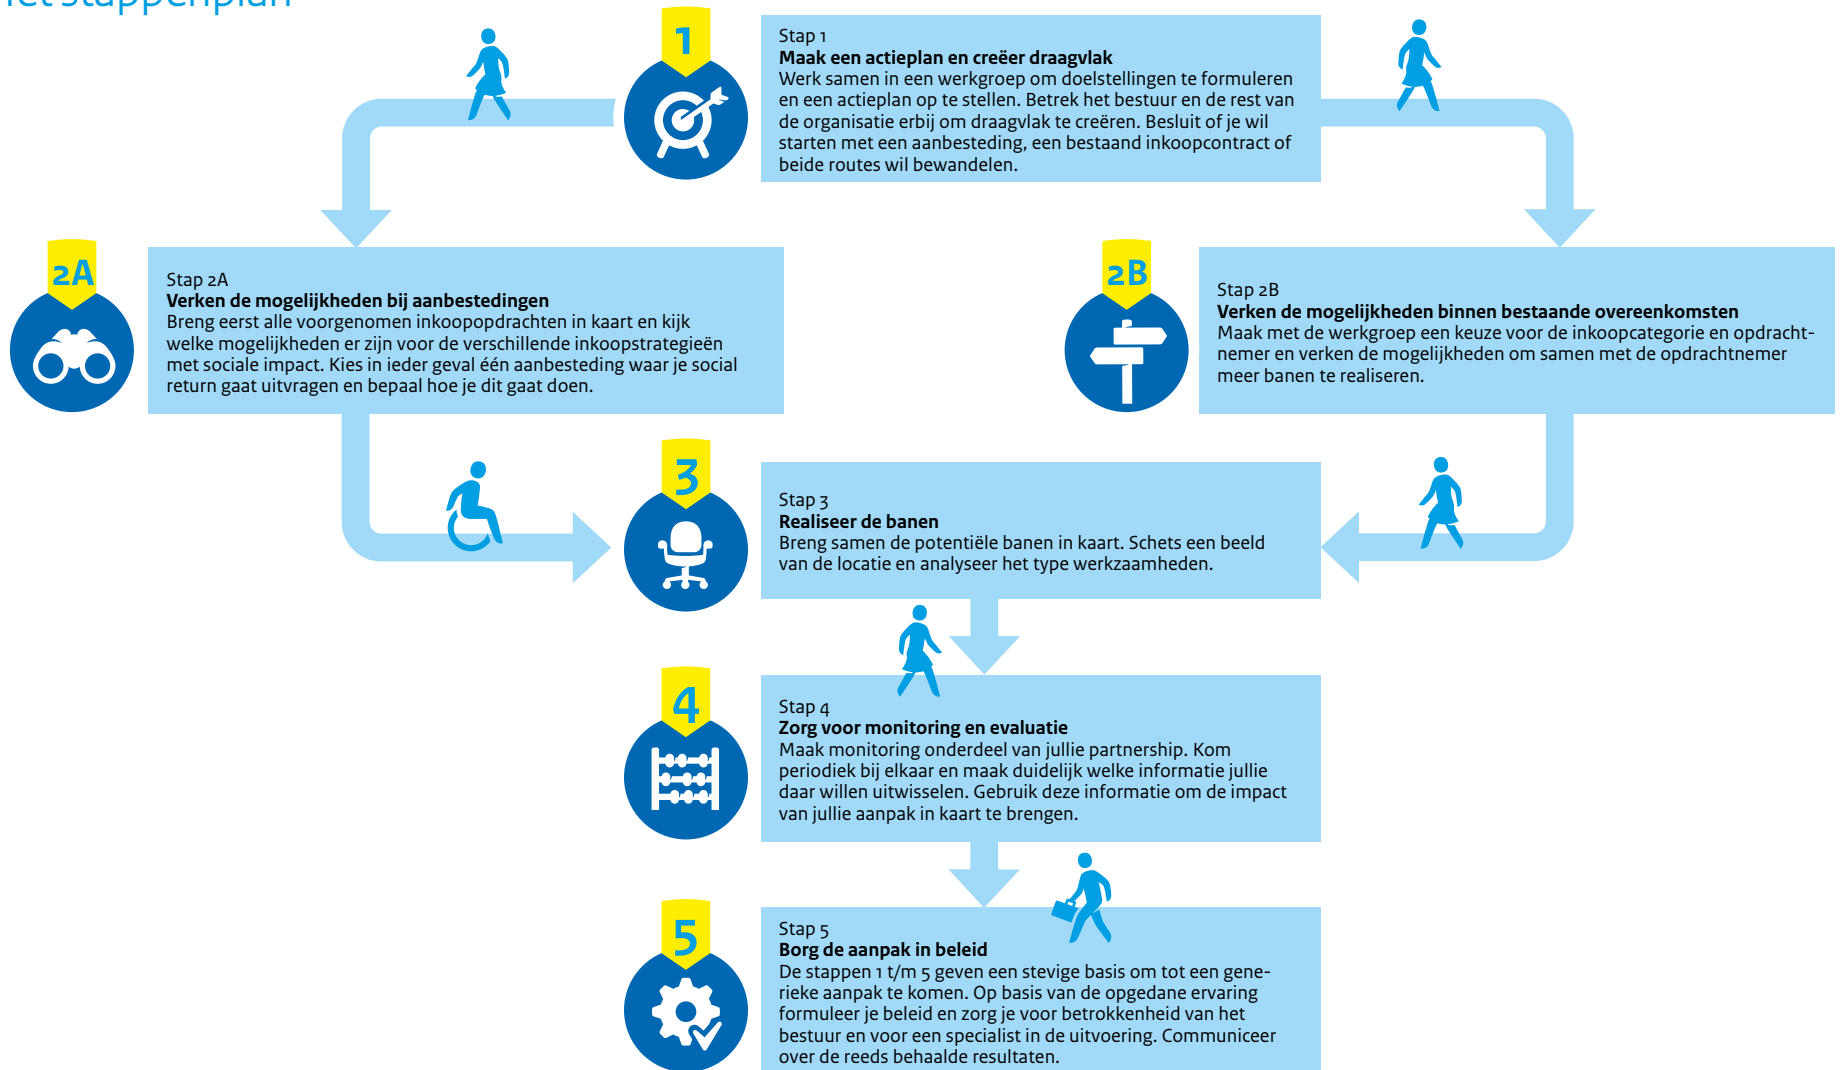 het stappenplan
1
Stap 1
Maak een actieplan en creëer draagvlak
Werk samen in een werkgroep om doelstellingen te formuleren
en een actieplan op te stellen. Betrek het bestuur en de rest van
de organisatie erbij om draagvlak te creëren. Besluit of je wil
starten met een aanbesteding, een bestaand inkoopcontract of
beide routes wil bewandelen.
2A
Stap 2A
Verken de mogelijkheden bij aanbestedingen
Breng eerst alle voorgenomen inkoopopdrachten in kaart en kijk
welke mogelijkheden er zijn voor de verschillende inkoopstrategieën
met sociale impact. Kies in ieder geval één aanbesteding waar je social
return gaat uitvragen en bepaal hoe je dit gaat doen.
2B
Stap 2B
Verken de mogelijkheden binnen bestaande overeenkomsten
Maak met de werkgroep een keuze voor de inkoopcategorie en opdracht-
nemer en verken de mogelijkheden om samen met de opdrachtnemer
meer banen te realiseren.
3
Stap 3
Realiseer de banen
Breng samen de potentiële banen in kaart. Schets een beeld
van de locatie en analyseer het type werkzaamheden.
4
Stap 4
Zorg voor monitoring en evaluatie
Maak monitoring onderdeel van jullie partnership. Kom
periodiek bij elkaar en maak duidelijk welke informatie jullie
daar willen uitwisselen. Gebruik deze informatie om de impact
van jullie aanpak in kaart te brengen.
5
Stap 5
Borg de aanpak in beleid
De stappen 1 t/m 5 geven een stevige basis om tot een gene-
rieke aanpak te komen. Op basis van de opgedane ervaring
formuleer je beleid en zorg je voor betrokkenheid van het
bestuur en voor een specialist in de uitvoering. Communiceer
over de reeds behaalde resultaten.